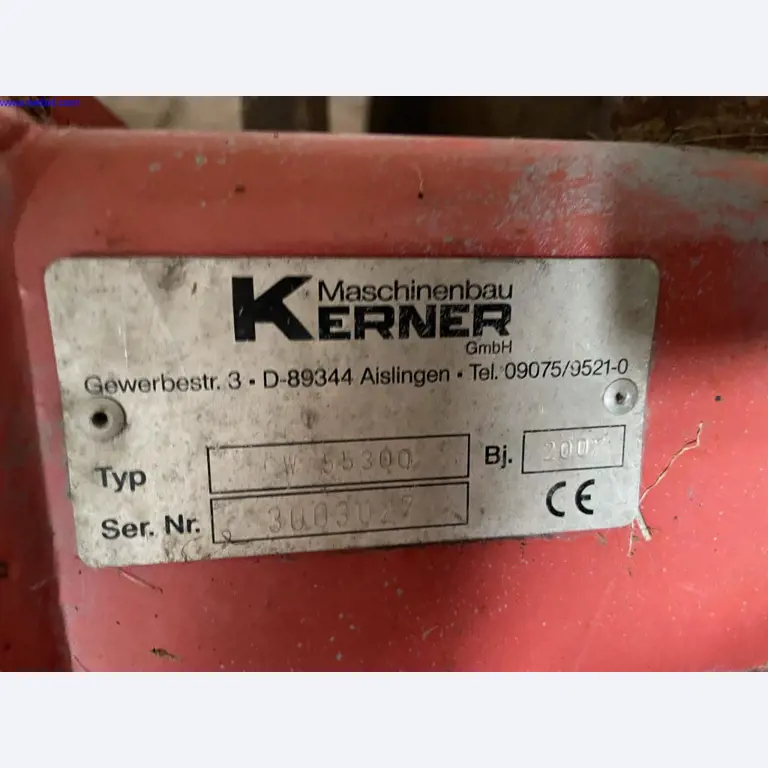 Maschinenbau
KERNER
GmbH
Gewerbestr. 3 • D-89344 Aislingen • Tel. 09075/9521-0
Typ
Bj.
Ser. Nr.
CE